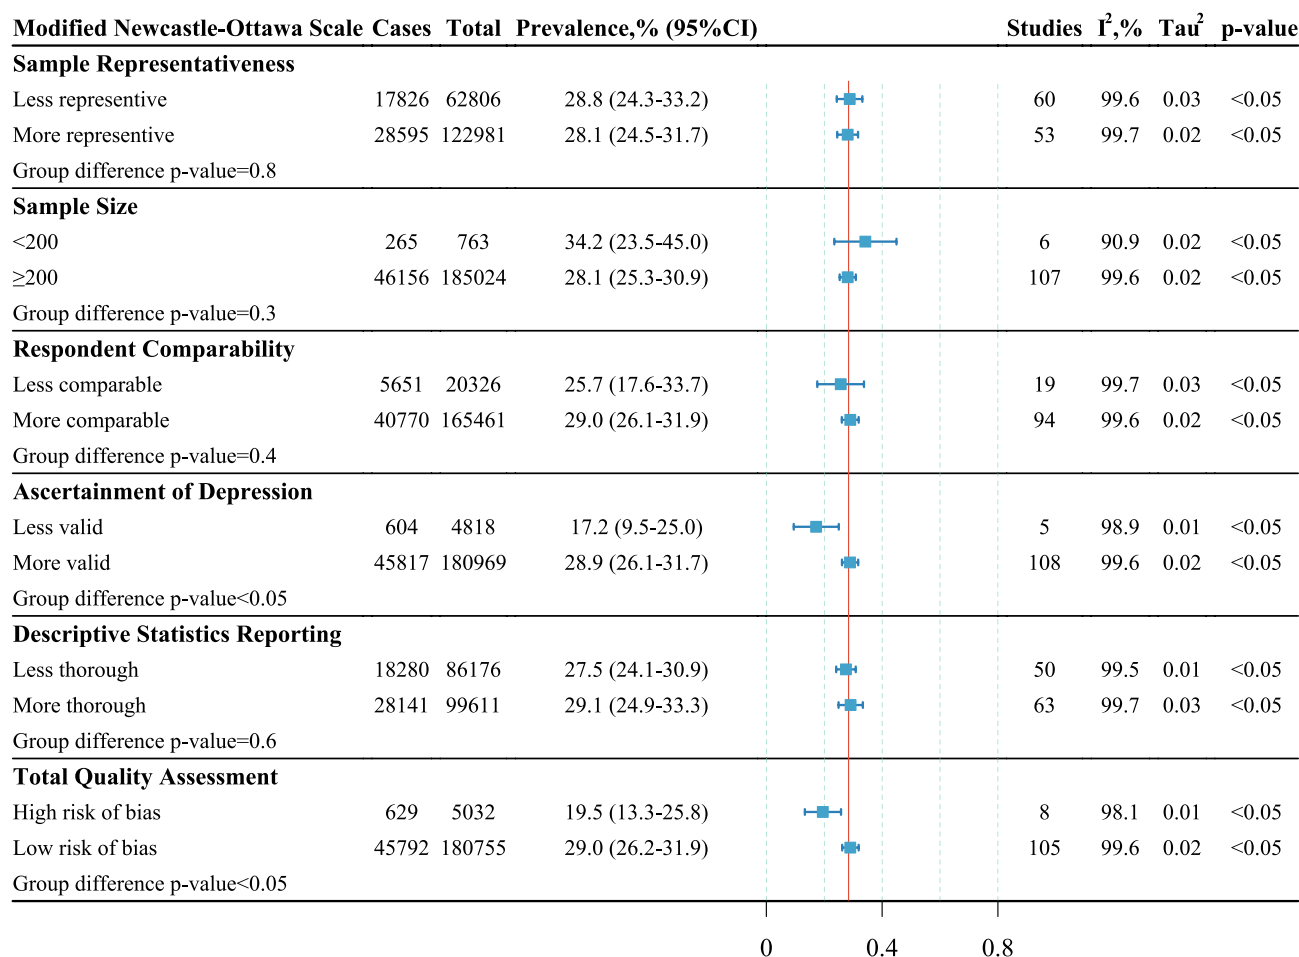 Modified Newcastle-Ottawa Scale Cases Total Prevalence,% (95%CI) Studies I²,% Tau² p-value
Sample Representativeness
Less representive 17826 62806 28.8 (24.3-33.2) 60 99.6 0.03 <0.05
More representive 28595 122981 28.1 (24.5-31.7) 53 99.7 0.02 <0.05
Group difference p-value=0.8
Sample Size
<200 265 763 34.2 (23.5-45.0) 6 90.9 0.02 <0.05
≥200 46156 185024 28.1 (25.3-30.9) 107 99.6 0.02 <0.05
Group difference p-value=0.3
Respondent Comparability
Less comparable 5651 20326 25.7 (17.6-33.7) 19 99.7 0.03 <0.05
More comparable 40770 165461 29.0 (26.1-31.9) 94 99.6 0.02 <0.05
Group difference p-value=0.4
Ascertainment of Depression
Less valid 604 4818 17.2 (9.5-25.0) 5 98.9 0.01 <0.05
More valid 45817 180969 28.9 (26.1-31.7) 108 99.6 0.02 <0.05
Group difference p-value<0.05
Descriptive Statistics Reporting
Less thorough 18280 86176 27.5 (24.1-30.9) 50 99.5 0.01 <0.05
More thorough 28141 99611 29.1 (24.9-33.3) 63 99.7 0.03 <0.05
Group difference p-value=0.6
Total Quality Assessment
High risk of bias 629 5032 19.5 (13.3-25.8) 8 98.1 0.01 <0.05
Low risk of bias 45792 180755 29.0 (26.2-31.9) 105 99.6 0.02 <0.05
Group difference p-value<0.05
0 0.4 0.8